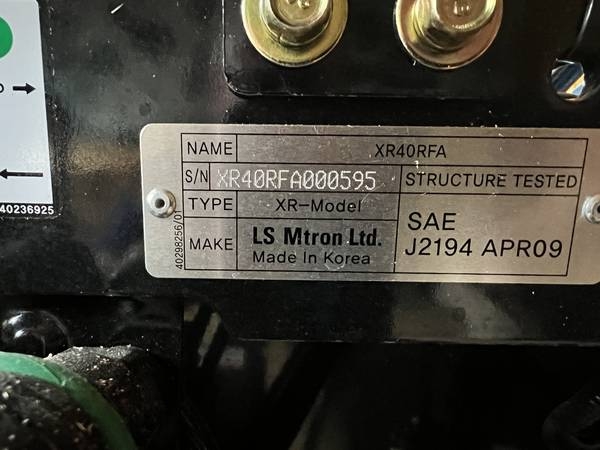 40236925
NAME XR40RFA
S/N XR40RFA000595 STRUCTURE TESTED
TYPE XR-Model SAE
J2194 APR09
MAKE LS Mtron Ltd.
Made In Korea
40298256/01